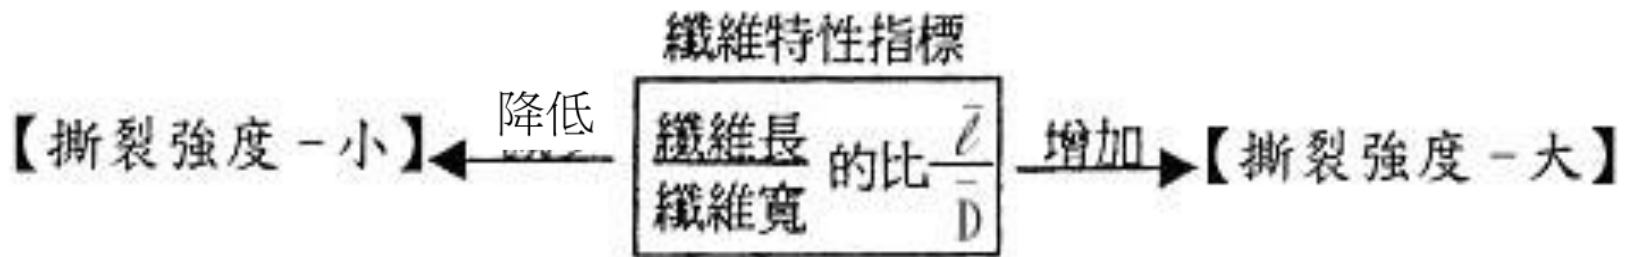 纖維特性指標
【撕裂強度-小】
降低
纖維長
纖維寬
的比
ℓ̄
D̄
增加
【撕裂強度-大】